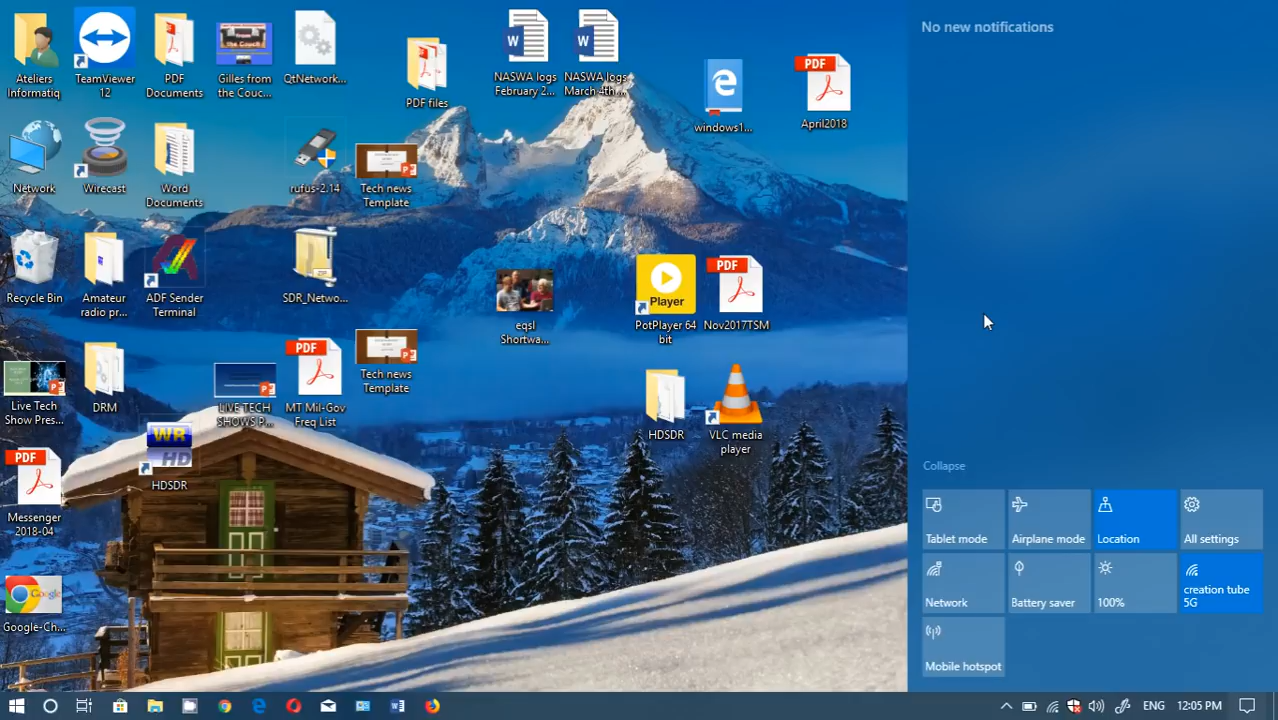 Ateliers
Informatiq
TeamViewer
12
PDF
Documents
From
the Couch
Gilles from
the Couc...
QtNetwork...
PDF files
W
NASWA logs
February 2...
W
NASWA logs
March 4th...
windows1...
PDF
April2018
Network
Wirecast
Word
Documents
rufus-2.14
Tech news
Template
Recycle Bin
Amateur
radio pr...
ADF Sender
Terminal
ZIP
SDR_Netwo...
eqsl
Shortwa...
Player
PotPlayer 64
bit
PDF
Nov2017TSM
Live Tech
Show Pres...
DRM
LIVE TECH
SHOWS P...
PDF
MT Mil-Gov
Freq List
Tech news
Template
HDSDR
VLC media
player
PDF
Messenger
2018-04
WR
HD
HDSDR
Google
Google-Ch...
No new notifications
Collapse
Tablet mode
Airplane mode
Location
All settings
Network
Battery saver
100%
creation tube
5G
Mobile hotspot
ENG
12:05 PM